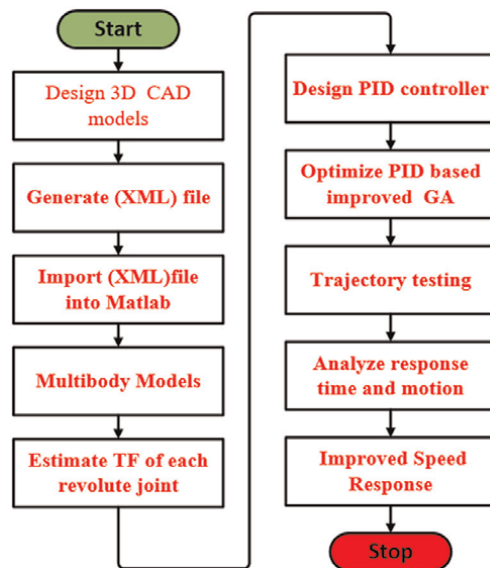 Start
Design 3D CAD
models
Generate (XML) file
Import (XML)file
into Matlab
Multibody Models
Estimate TF of each
revolute joint
Design PID controller
Optimize PID based
improved GA
Trajectory testing
Analyze response
time and motion
Improved Speed
Response
Stop